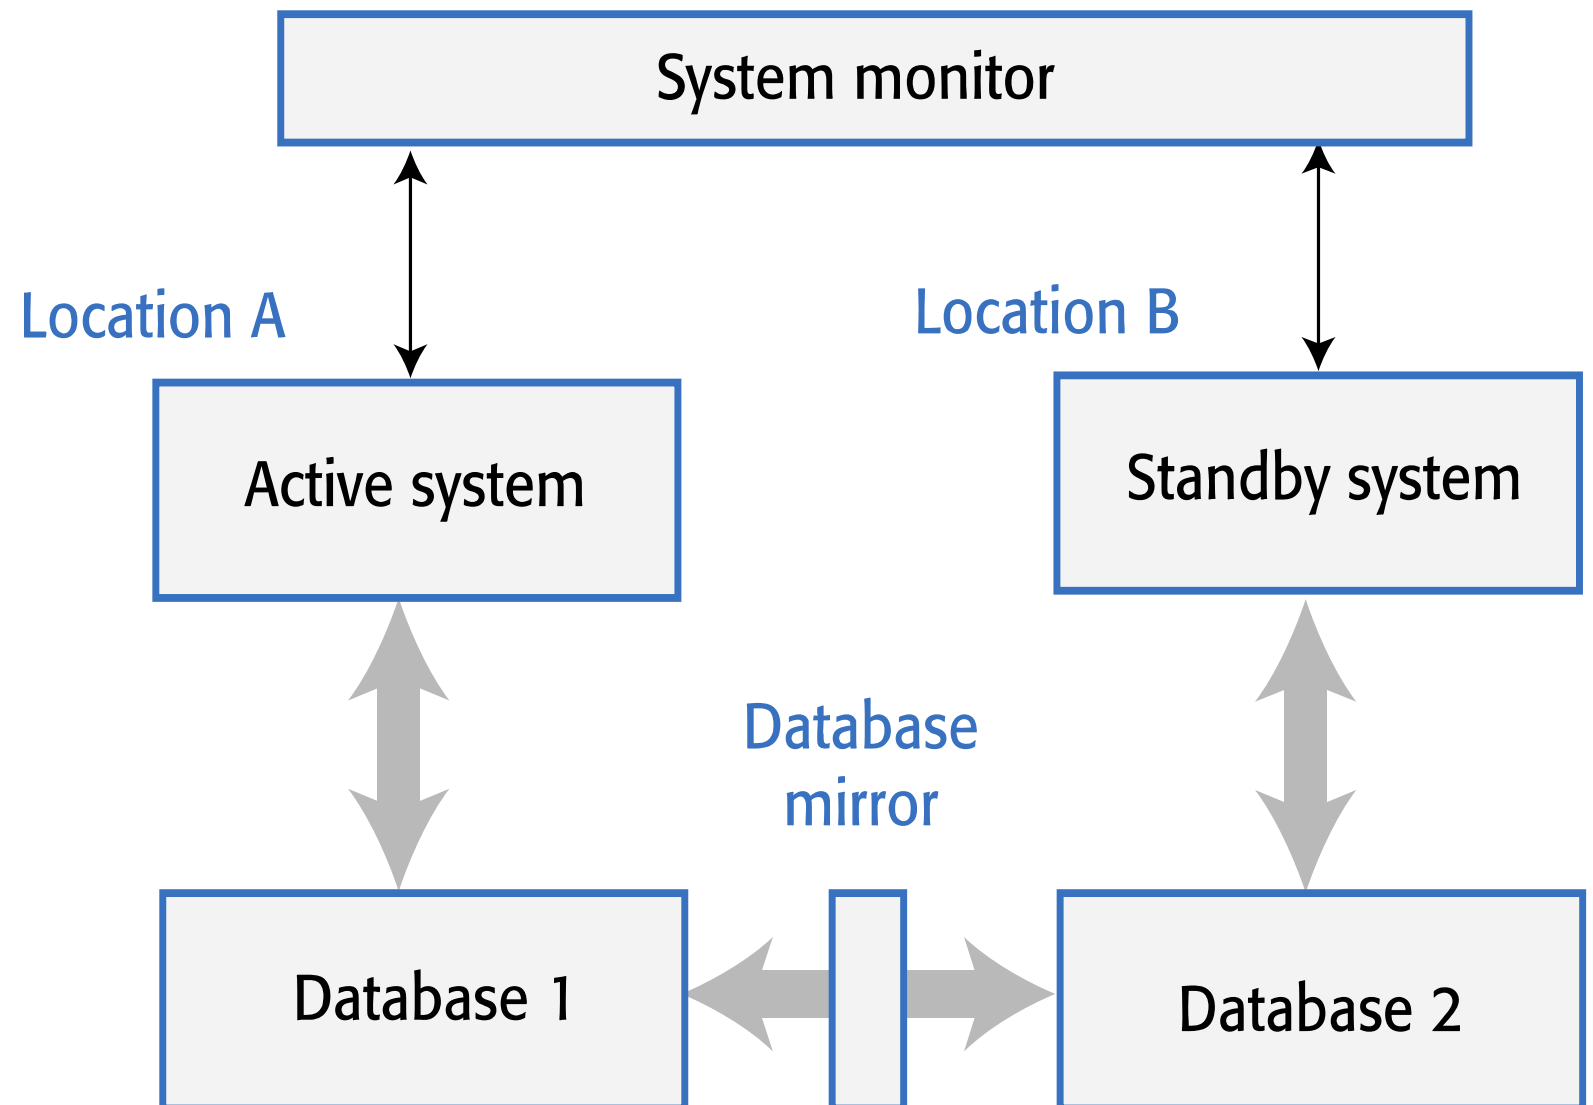 System monitor
Location A
Location B
Active system
Standby system
Database
mirror
Database 1
Database 2